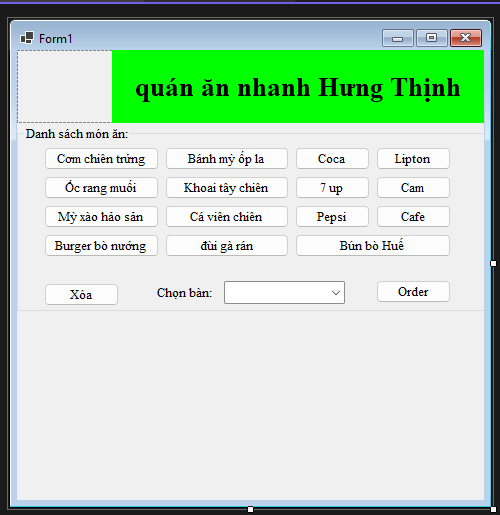 Form1
quán ăn nhanh Hưng Thịnh
Danh sách món ăn:
Cơm chiên trứng Bánh mỳ ốp la Coca Lipton
Ốc rang muối Khoai tây chiên 7 up Cam
Mỳ xào hảo sản Cá viên chiên Pepsi Cafe
Burger bò nướng đùi gà rán Bún bò Huế
Xóa Chọn bàn: Order